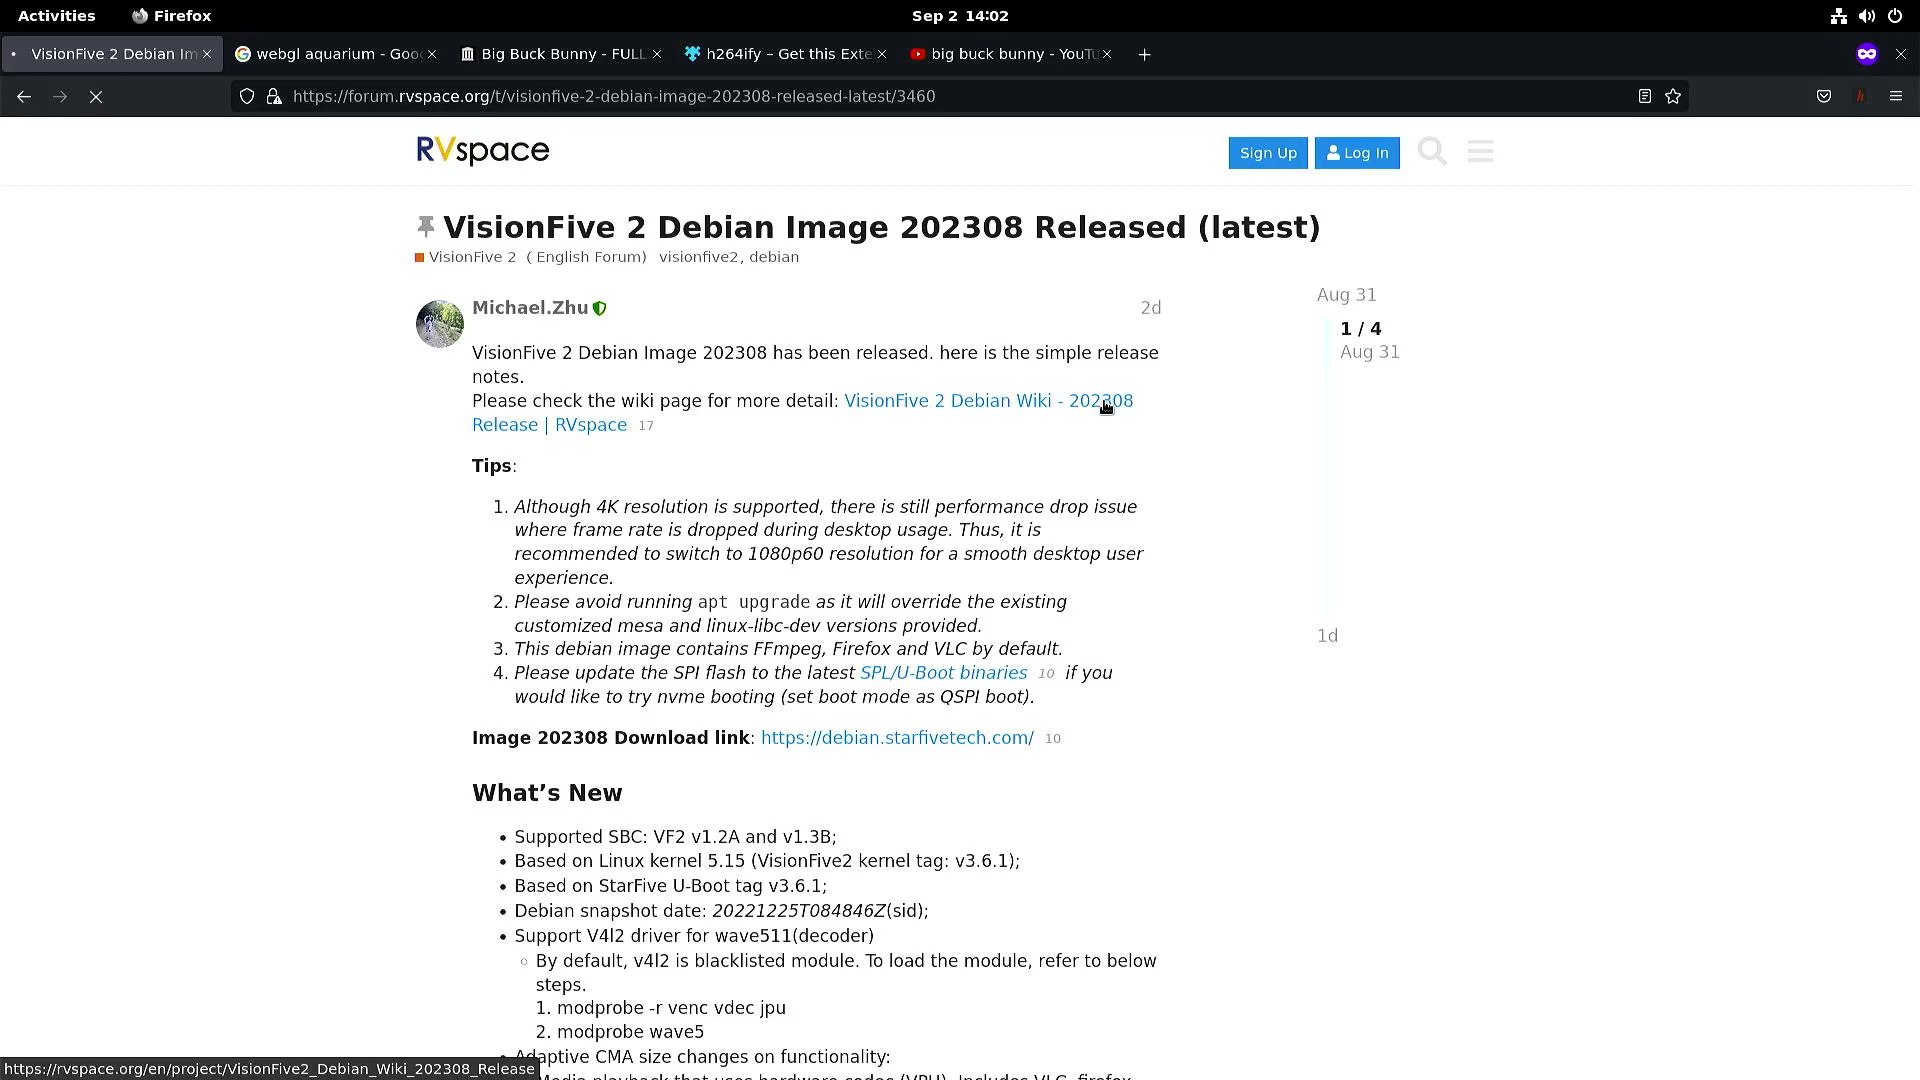 Activities Firefox Sep 2 14:02
VisionFive 2 Debian Im webgl aquarium - Goo Big Buck Bunny - FULL h264ify – Get this Exte big buck bunny - YouTu
https://forum.rvspace.org/t/visionfive-2-debian-image-202308-released-latest/3460
RVspace Sign Up Log In
VisionFive 2 Debian Image 202308 Released (latest)
VisionFive 2 ( English Forum) visionfive2, debian
Michael.Zhu 2d
Aug 31
1 / 4
Aug 31
1d
VisionFive 2 Debian Image 202308 has been released. here is the simple release
notes.
Please check the wiki page for more detail: VisionFive 2 Debian Wiki - 202308
Release | RVspace 17
Tips:
1. Although 4K resolution is supported, there is still performance drop issue
where frame rate is dropped during desktop usage. Thus, it is
recommended to switch to 1080p60 resolution for a smooth desktop user
experience.
2. Please avoid running apt upgrade as it will override the existing
customized mesa and linux-libc-dev versions provided.
3. This debian image contains FFmpeg, Firefox and VLC by default.
4. Please update the SPI flash to the latest SPL/U-Boot binaries 10 if you
would like to try nvme booting (set boot mode as QSPI boot).
Image 202308 Download link: https://debian.starfivetech.com/ 10
What’s New
• Supported SBC: VF2 v1.2A and v1.3B;
• Based on Linux kernel 5.15 (VisionFive2 kernel tag: v3.6.1);
• Based on StarFive U-Boot tag v3.6.1;
• Debian snapshot date: 20221225T084846Z(sid);
• Support V4l2 driver for wave511(decoder)
◦ By default, v4l2 is blacklisted module. To load the module, refer to below
steps.
1. modprobe -r venc vdec jpu
2. modprobe wave5
• Adaptive CMA size changes on functionality:
Media playback that uses hardware codec (VPU). Includes VLC, firefox
https://rvspace.org/en/project/VisionFive2_Debian_Wiki_202308_Release